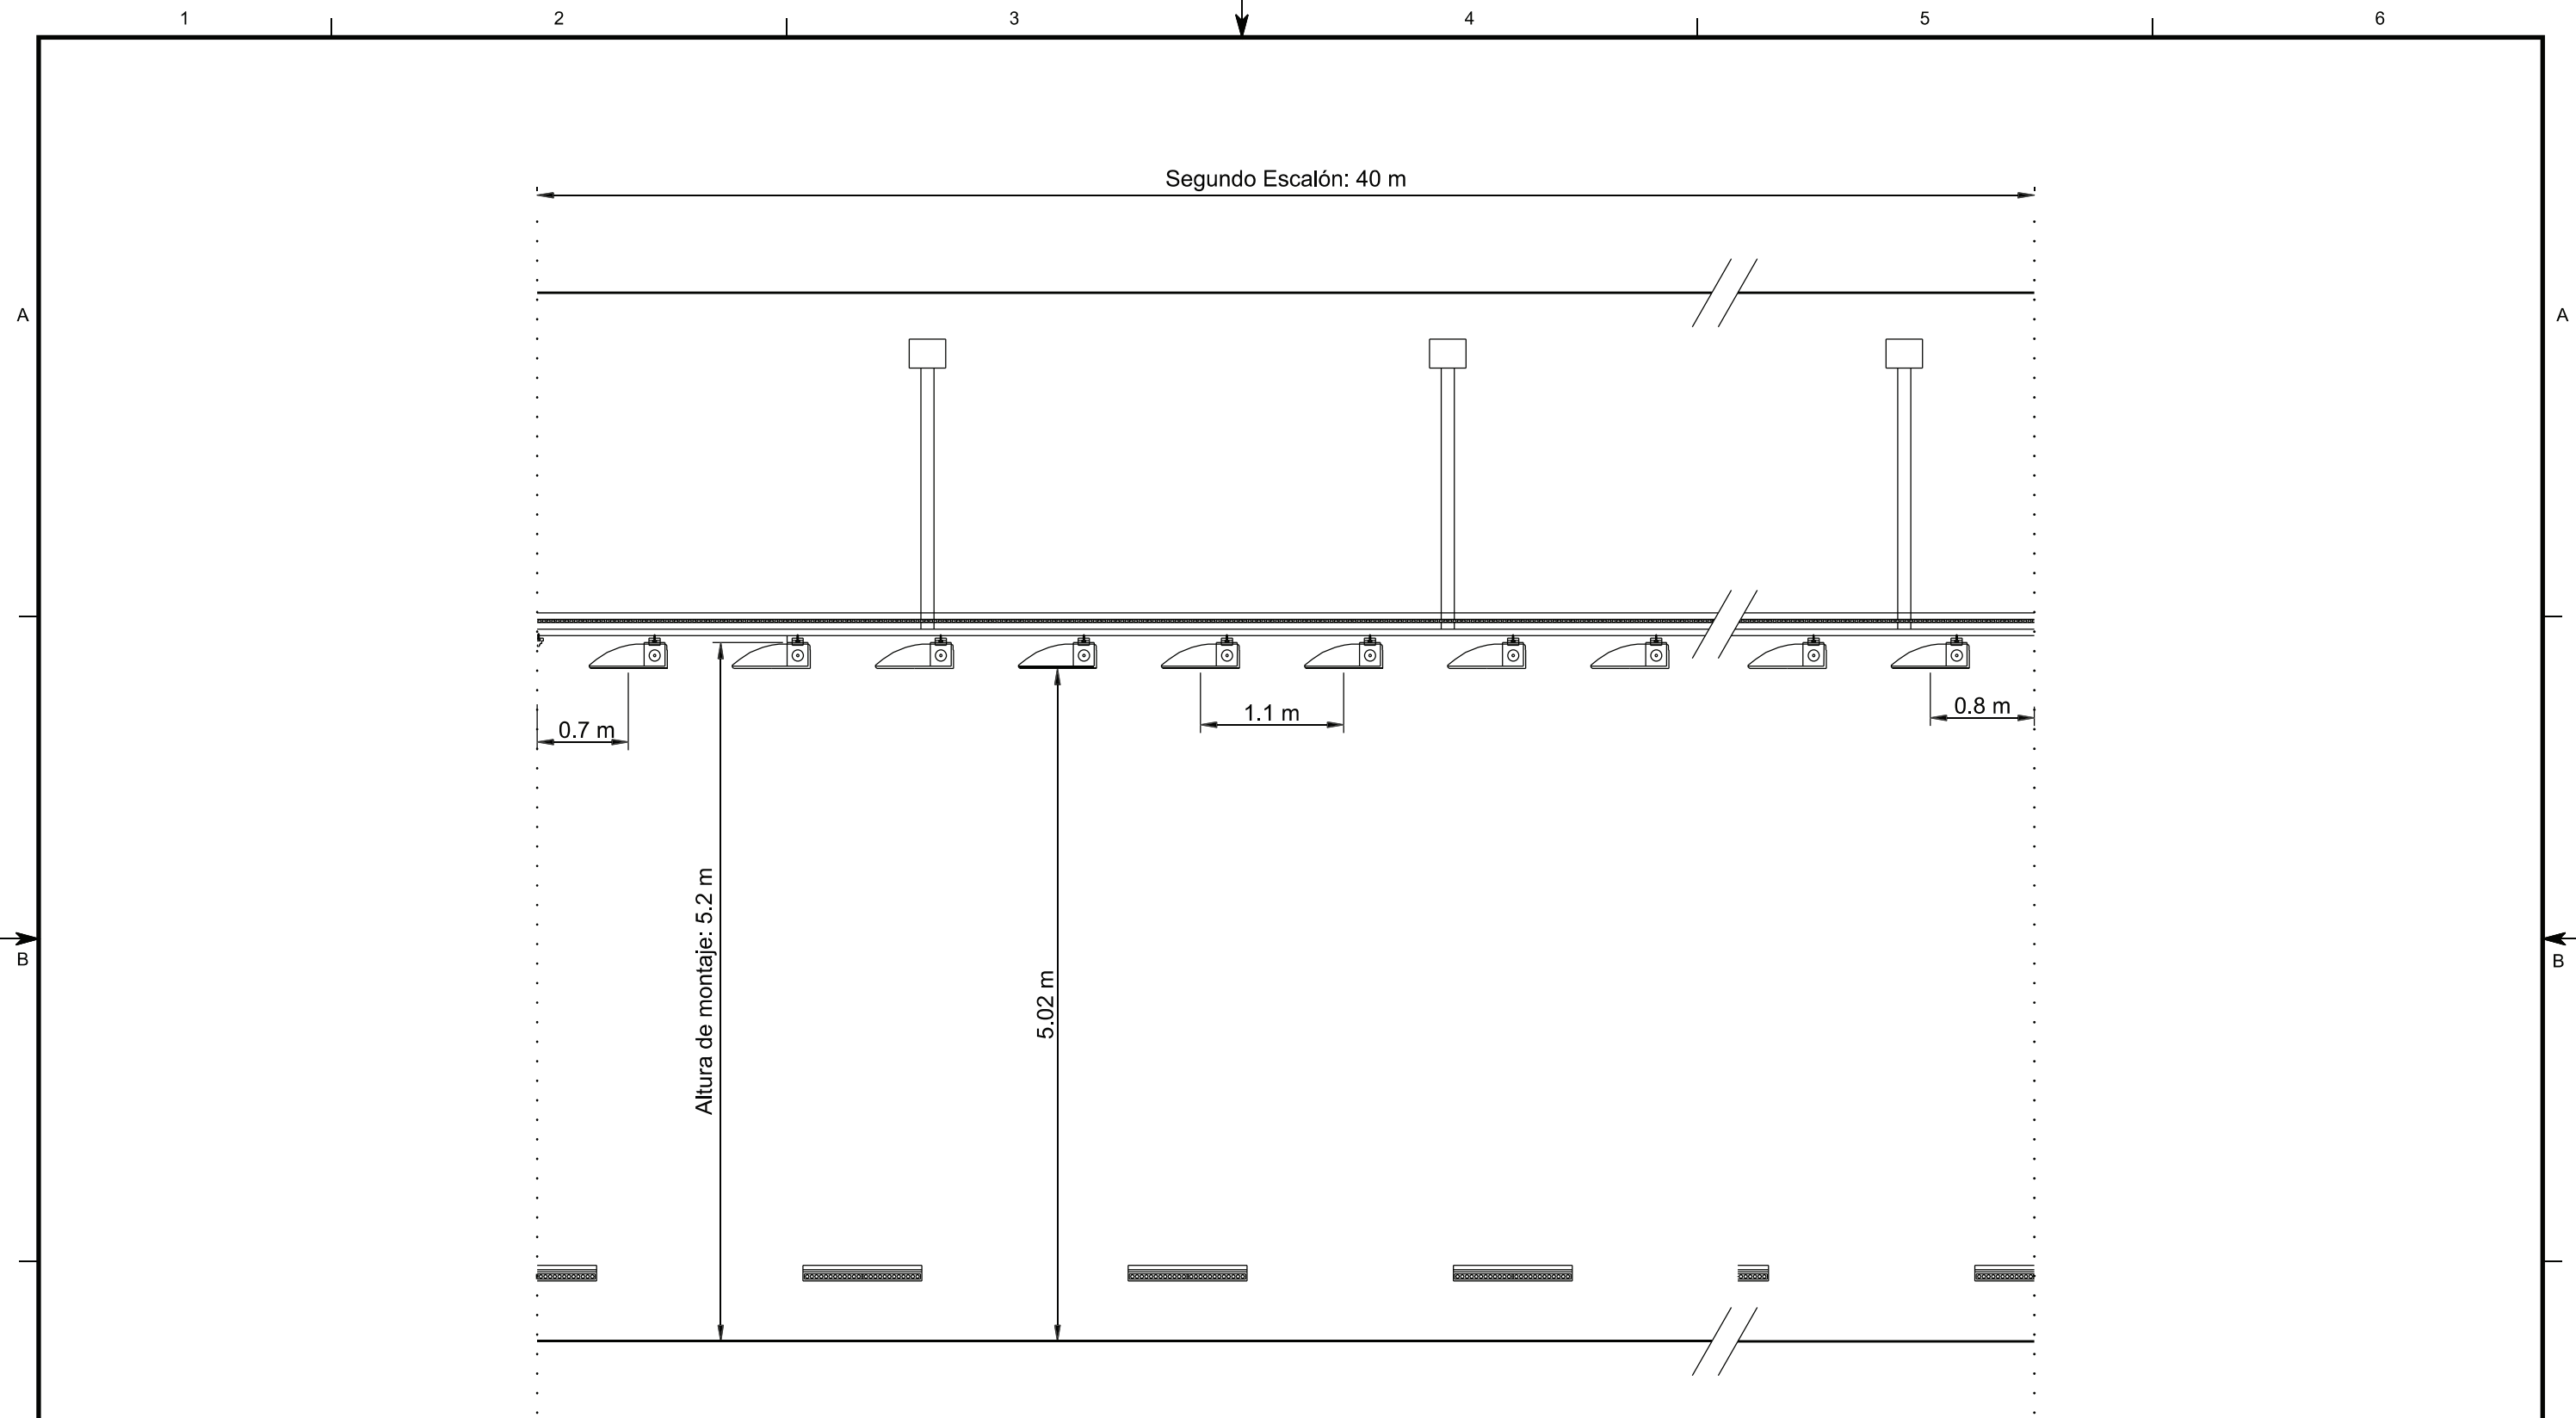 1 2 3 4 5 6
Segundo Escalón: 40 m
A A
0.7 m 1.1 m 0.8 m
Altura de montaje: 5.2 m
5.02 m
B B